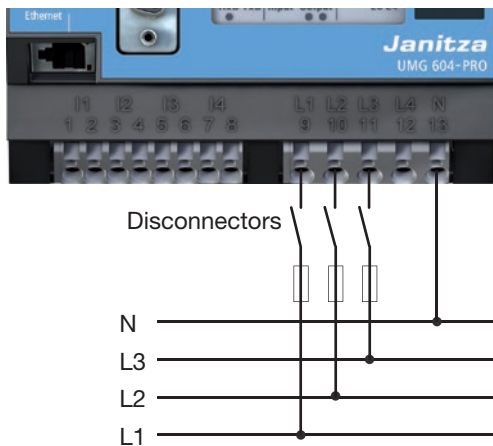 Ethernet
Janitza
UMG 604-PRO
I1 I2 I3 I4 L1 L2 L3 L4 N
1 2 3 4 5 6 7 8 9 10 11 12 13
Disconnectors
N
L3
L2
L1